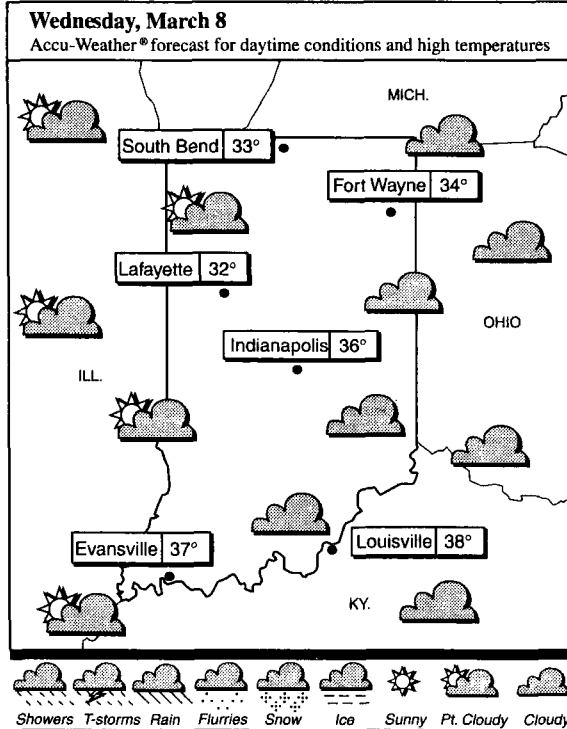 Wednesday, March 8
Accu-Weather® forecast for daytime conditions and high temperatures
MICH.
South Bend 33°
Fort Wayne 34°
Lafayette 32°
OHIO
Indianapolis 36°
ILL.
Evansville 37°
Louisville 38°
KY.
Showers T-storms Rain Flurries Snow Ice Sunny Pt. Cloudy Cloudy